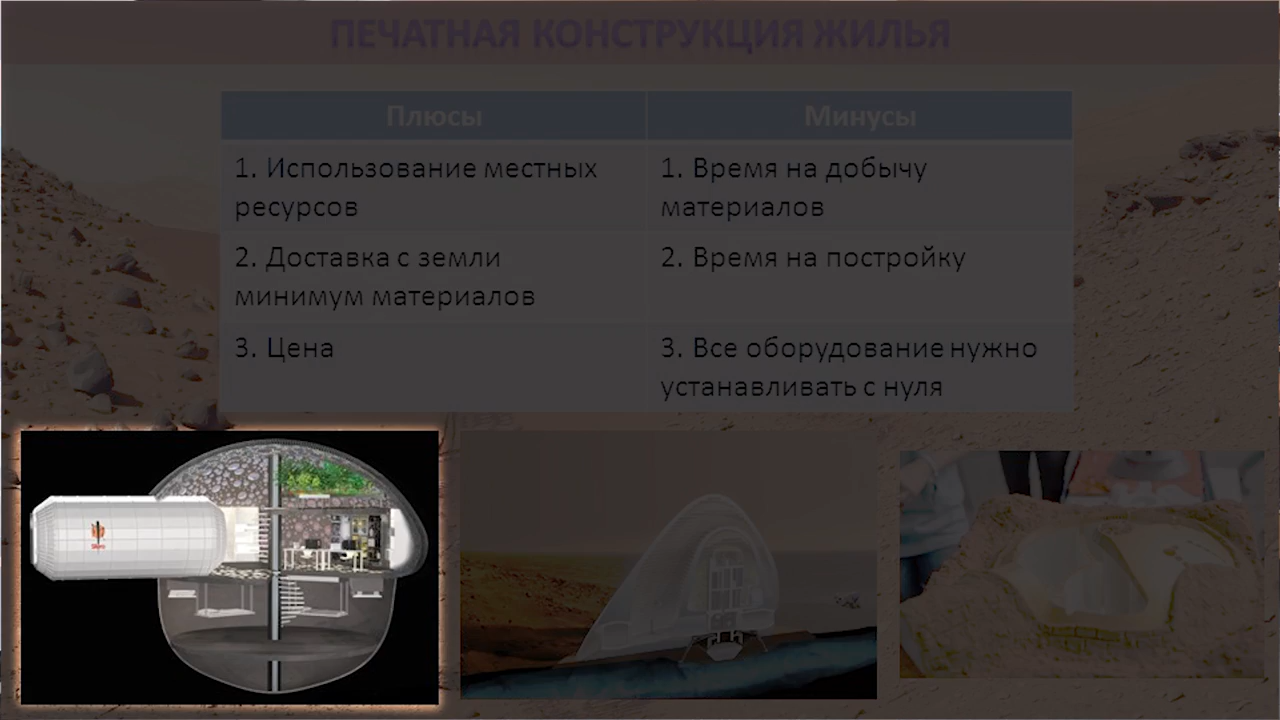 ПЕЧАТНАЯ КОНСТРУКЦИЯ ЖИЛЬЯ
Плюсы
Минусы
1. Использование местных
ресурсов
1. Время на добычу
материалов
2. Доставка с земли
минимум материалов
2. Время на постройку
3. Цена
3. Все оборудование нужно
устанавливать с нуля